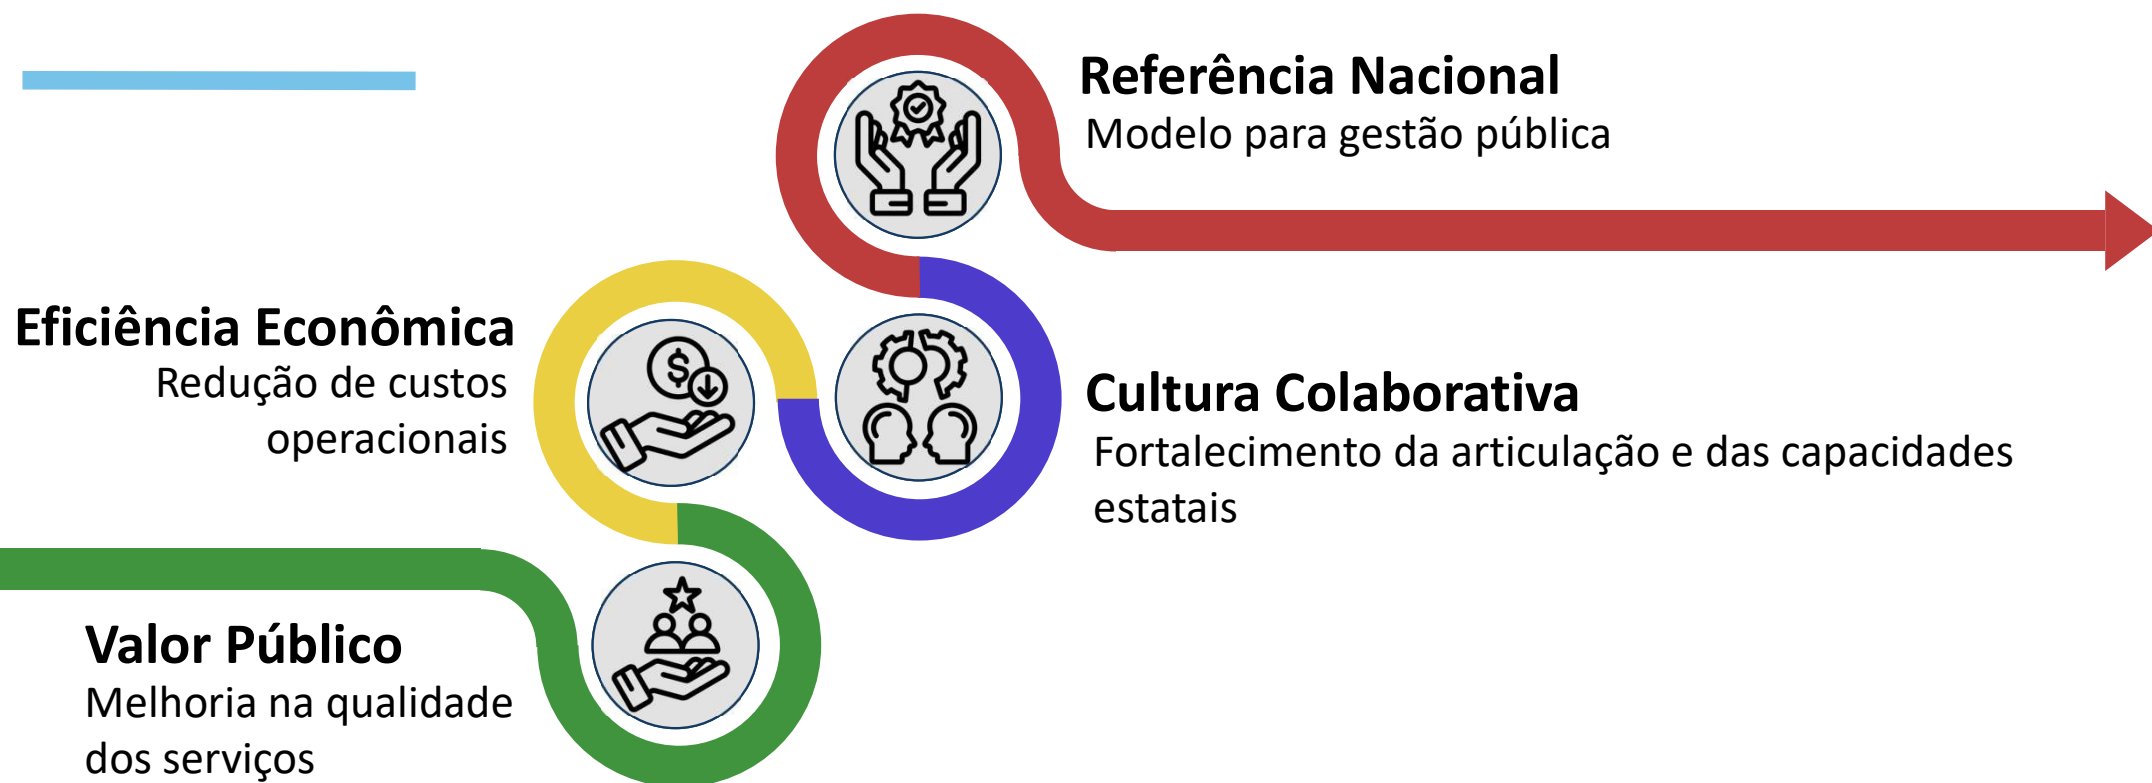 Referência Nacional
Modelo para gestão pública
Eficiência Econômica
Redução de custos
operacionais
Cultura Colaborativa
Fortalecimento da articulação e das capacidades
estatais
Valor Público
Melhoria na qualidade
dos serviços